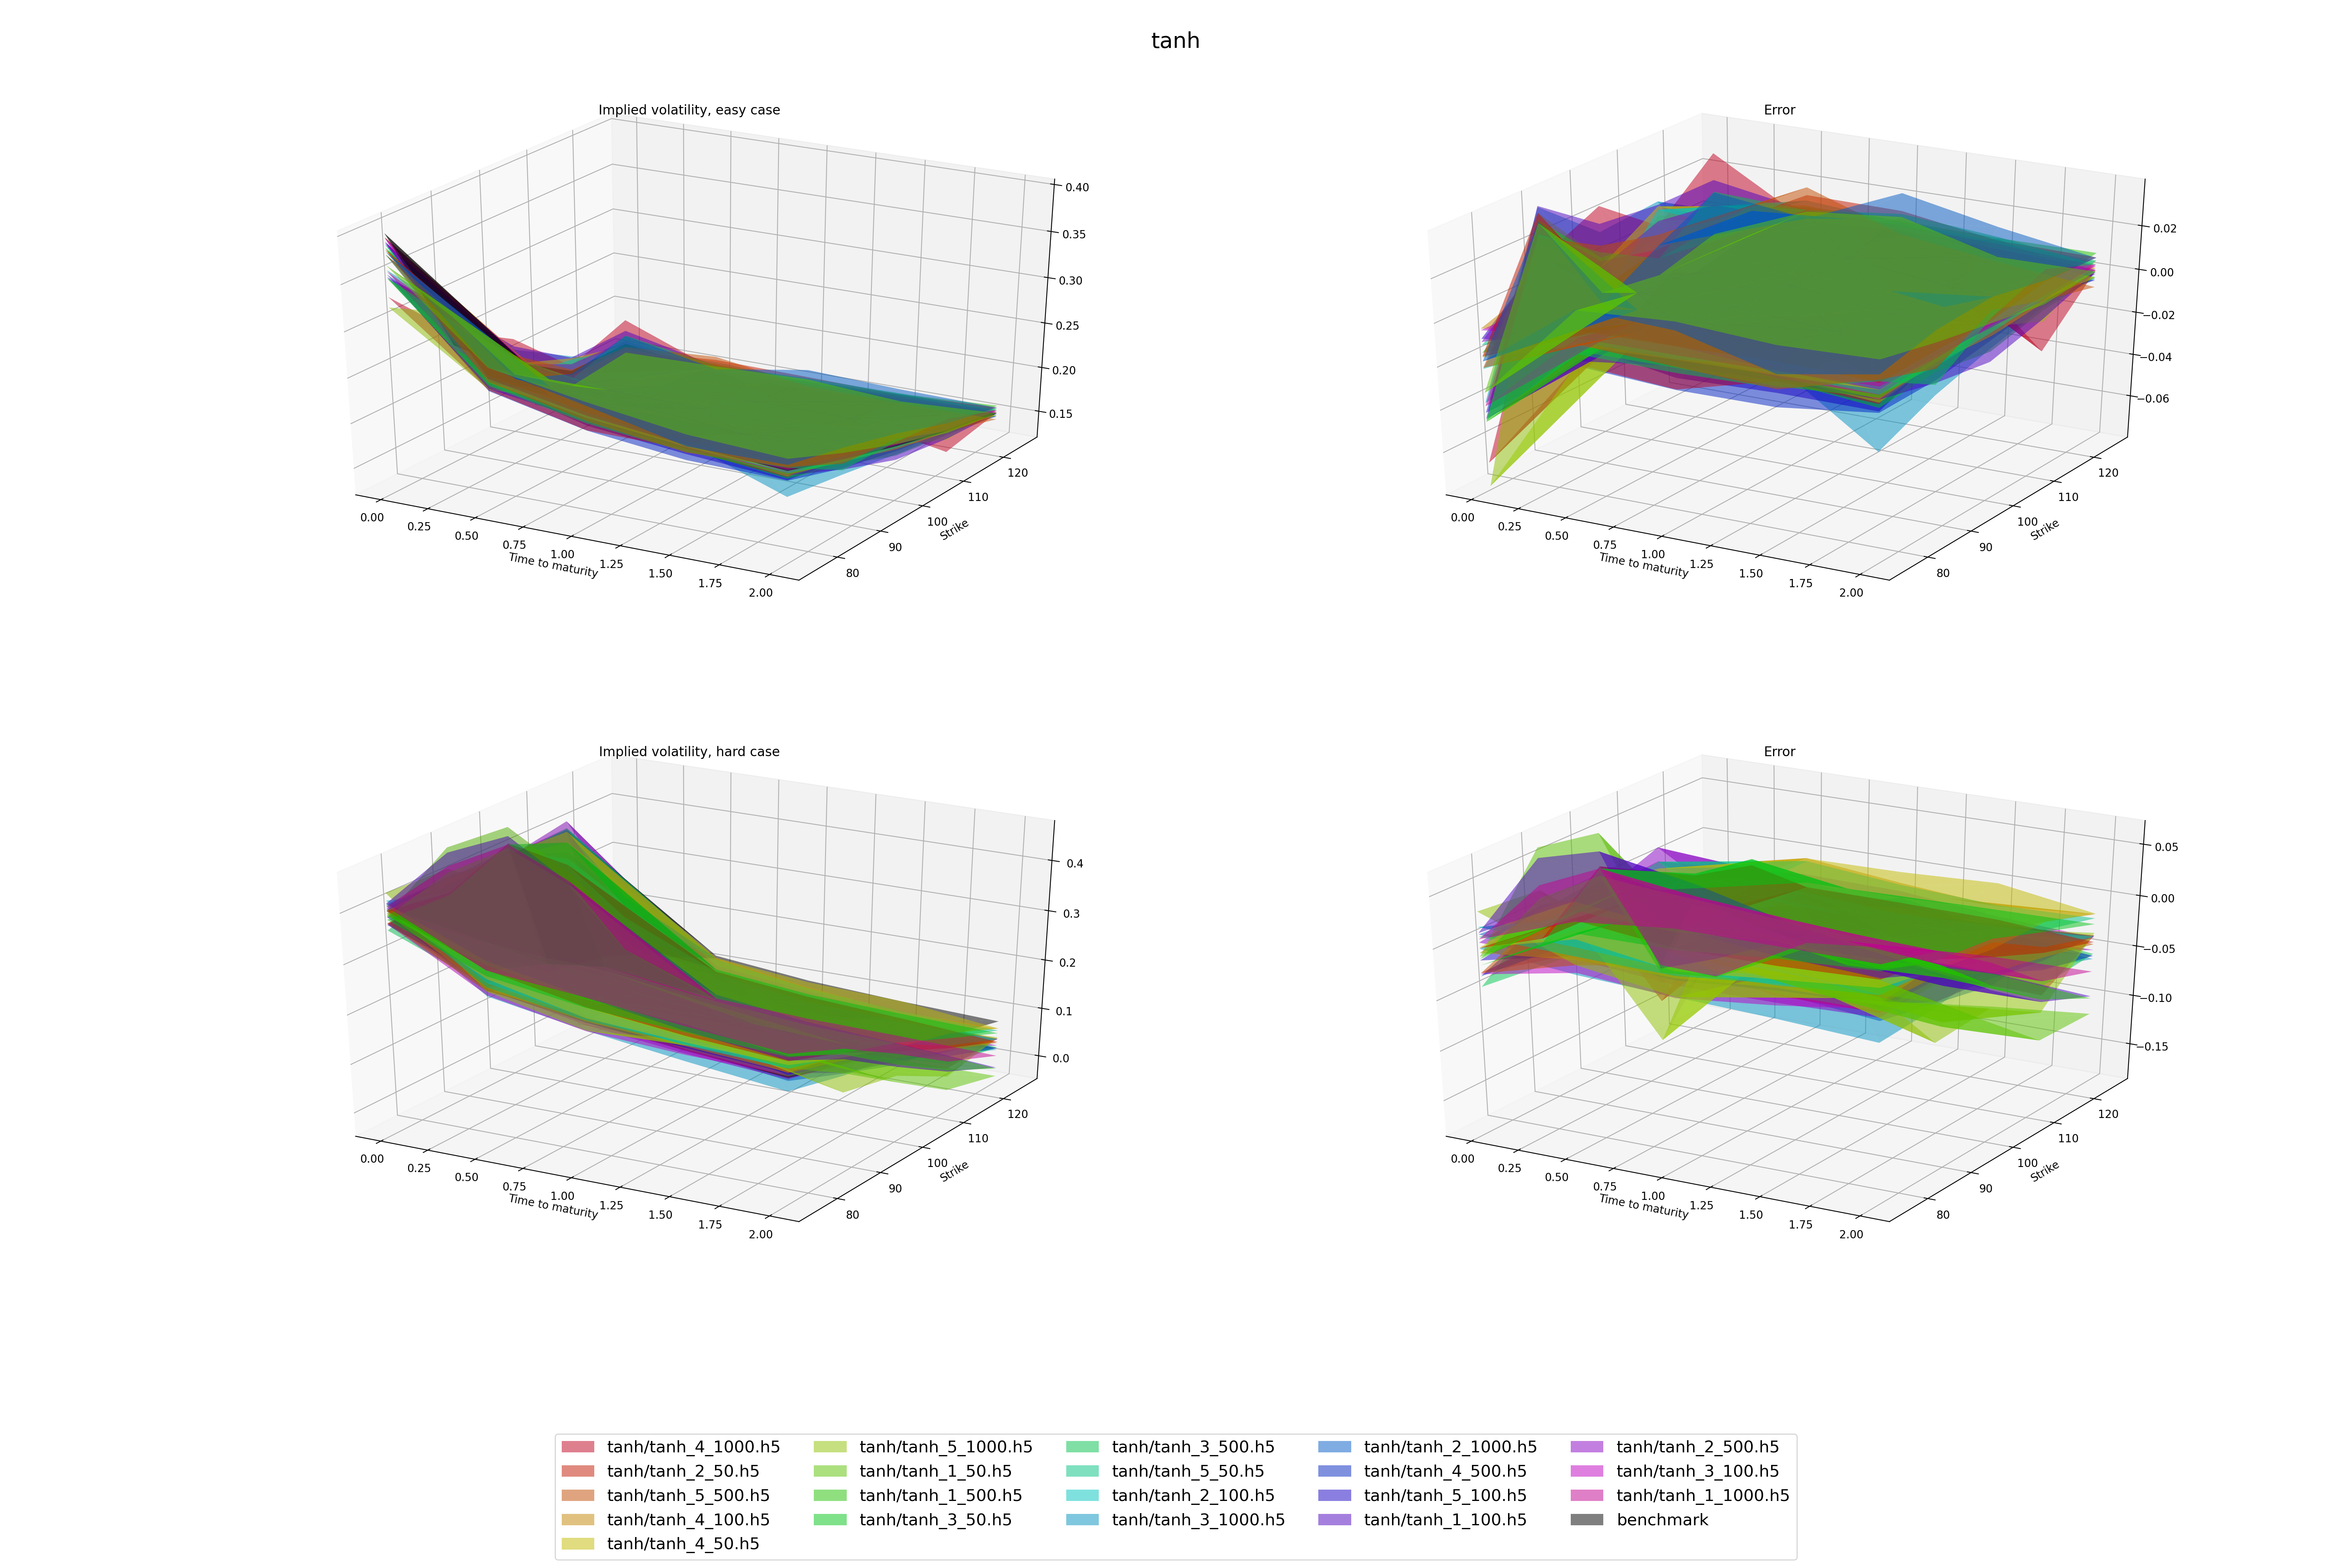 tanh
Implied volatility, easy case
0.40
0.35
0.30
0.25
0.20
0.15
120
110
100
90
80
Strike
0.00
0.25
0.50
0.75
1.00
1.25
1.50
1.75
2.00
Time to maturity
Error
0.02
0.00
−0.02
−0.04
−0.06
120
110
100
90
80
Strike
0.00
0.25
0.50
0.75
1.00
1.25
1.50
1.75
2.00
Time to maturity
Implied volatility, hard case
0.4
0.3
0.2
0.1
0.0
120
110
100
90
80
Strike
0.00
0.25
0.50
0.75
1.00
1.25
1.50
1.75
2.00
Time to maturity
Error
0.05
0.00
−0.05
−0.10
−0.15
120
110
100
90
80
Strike
0.00
0.25
0.50
0.75
1.00
1.25
1.50
1.75
2.00
Time to maturity
tanh/tanh_4_1000.h5
tanh/tanh_2_50.h5
tanh/tanh_5_500.h5
tanh/tanh_4_100.h5
tanh/tanh_4_50.h5
tanh/tanh_5_1000.h5
tanh/tanh_1_50.h5
tanh/tanh_1_500.h5
tanh/tanh_3_50.h5
tanh/tanh_3_500.h5
tanh/tanh_5_50.h5
tanh/tanh_2_100.h5
tanh/tanh_3_1000.h5
tanh/tanh_2_1000.h5
tanh/tanh_4_500.h5
tanh/tanh_5_100.h5
tanh/tanh_1_100.h5
tanh/tanh_2_500.h5
tanh/tanh_3_100.h5
tanh/tanh_1_1000.h5
benchmark